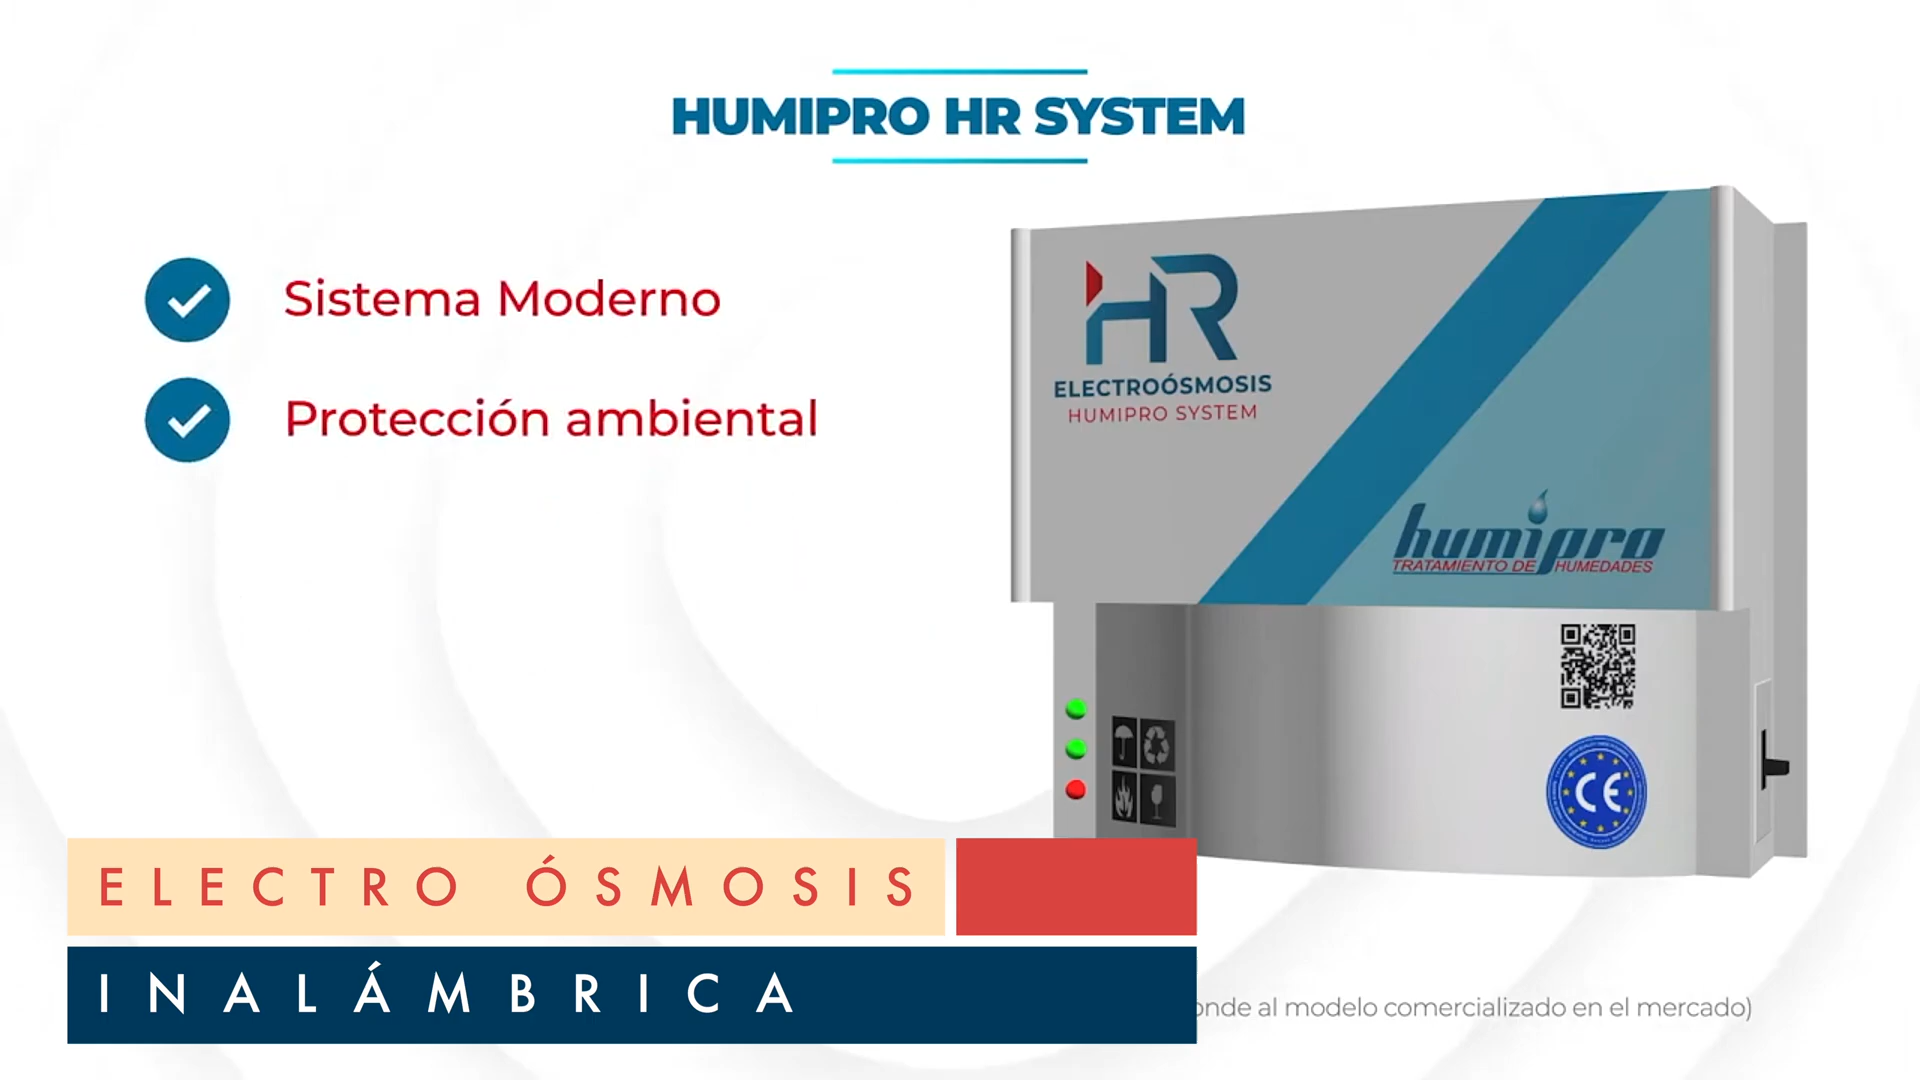 HUMIPRO HR SYSTEM
Sistema Moderno
Protección ambiental
HR
ELECTROÓSMOSIS
HUMIPRO SYSTEM
humipro
TRATAMIENTO DE HUMEDADES
CE
ELECTRO ÓSMOSIS
INALÁMBRICA
al modelo comercializado en el mercado)